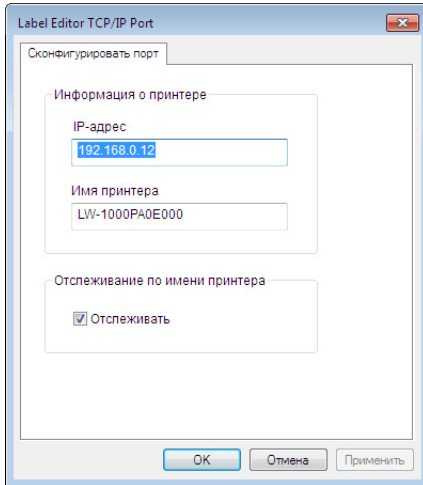 Label Editor TCP/IP Port
Сконфигурировать порт
Информация о принтере
IP-адрес
192.168.0.12
Имя принтера
LW-1000PA0E000
Отслеживание по имени принтера
Отслеживать
OK Отмена Применить